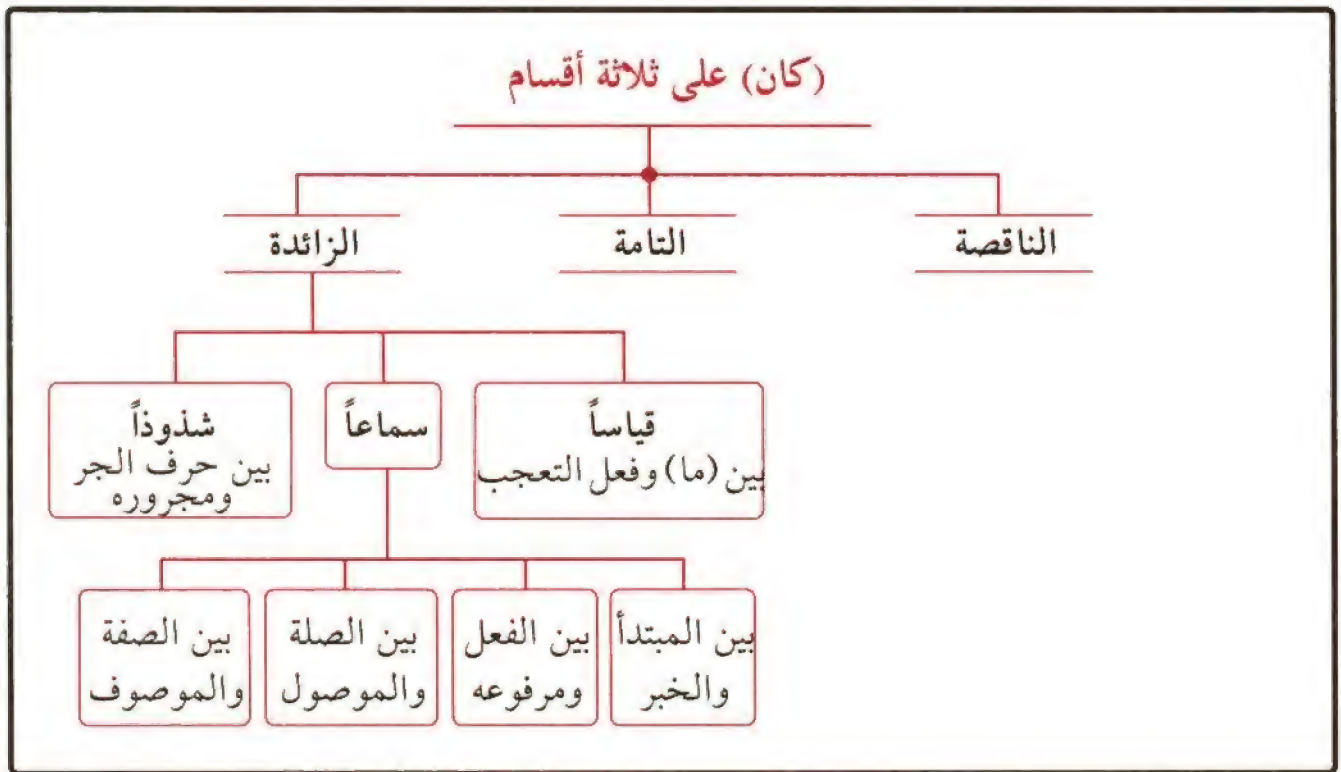 (كان) على ثلاثة أقسام
الناقصة
التامة
الزائدة
قياساً
بين (ما) وفعل التعجب
سماعاً
شذوذاً
بين حرف الجر
ومجروره
بين المبتدأ
والخبر
بين الفعل
ومرفوعه
بين الصلة
والموصول
بين الصفة
والموصوف